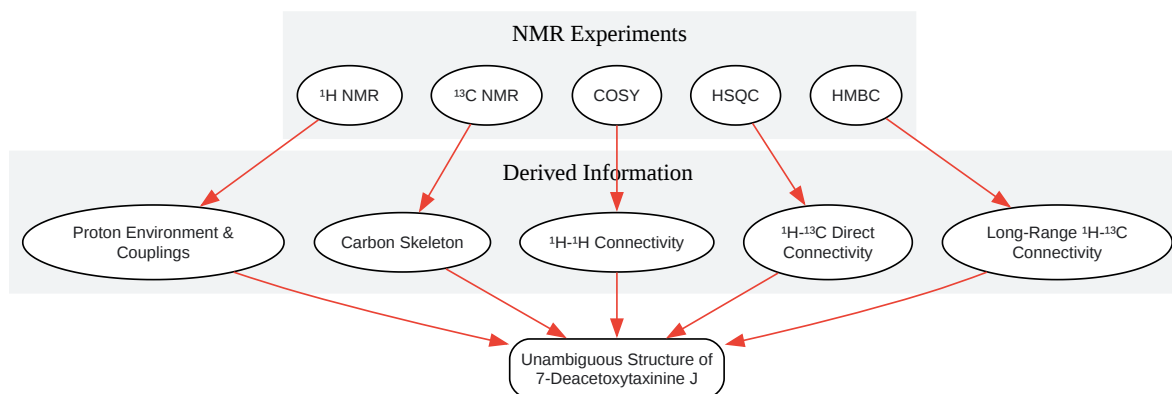 NMR Experiments
¹H NMR
¹³C NMR
COSY
HSQC
HMBC
Derived Information
Proton Environment &
Couplings
Carbon Skeleton
¹H-¹H Connectivity
¹H-¹³C Direct
Connectivity
Long-Range ¹H-¹³C
Connectivity
Unambiguous Structure of
7-Deacetoxytaxinine J